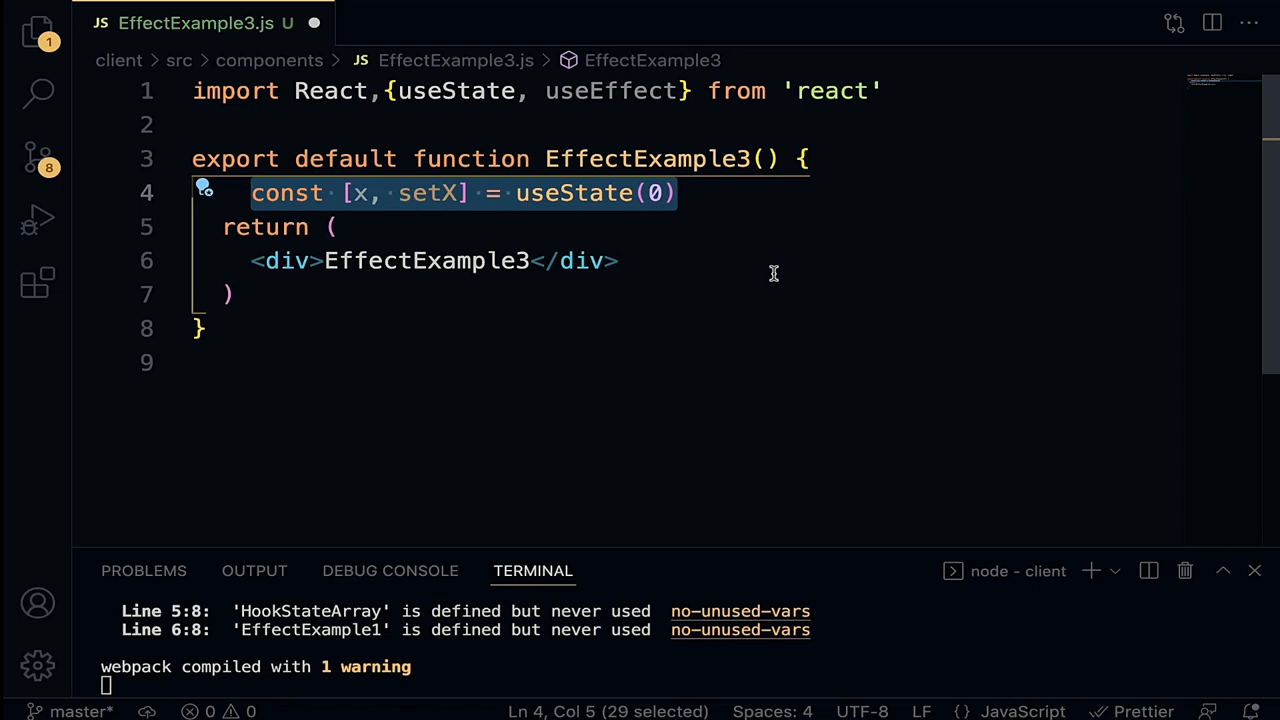 JS EffectExample3.js U
1
client > src > components > JS EffectExample3.js > EffectExample3
1 import React,{useState, useEffect} from 'react'
2
3 export default function EffectExample3() {
4 const [x, setX] = useState(0)
5 return (
6 <div>EffectExample3</div>
7 )
8 }
9
8
PROBLEMS OUTPUT DEBUG CONSOLE TERMINAL node - client
Line 5:8: 'HookStateArray' is defined but never used no-unused-vars
Line 6:8: 'EffectExample1' is defined but never used no-unused-vars
webpack compiled with 1 warning
master* 0 0 Ln 4, Col 5 (29 selected) Spaces: 4 UTF-8 LF {} JavaScript Prettier